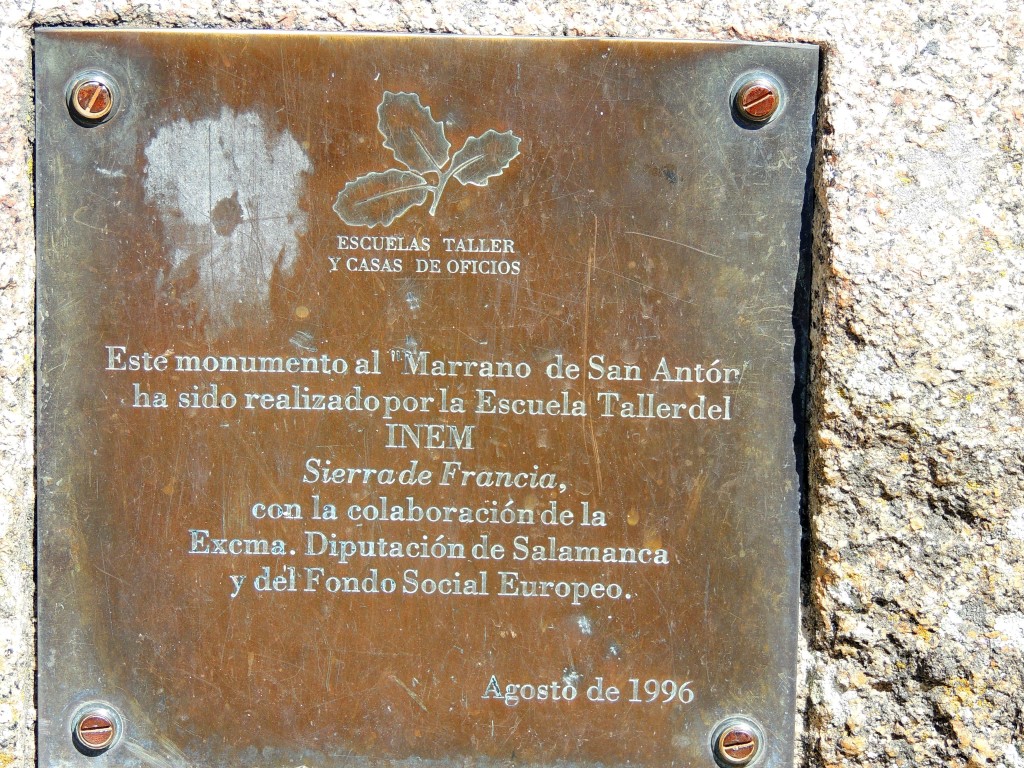 ESCUELAS TALLER
Y CASAS DE OFICIOS
Este monumento al "Marrano de San Antón"
ha sido realizado por la Escuela Taller del
INEM
Sierra de Francia,
con la colaboración de la
Excma. Diputación de Salamanca
y del Fondo Social Europeo.
Agosto de 1996